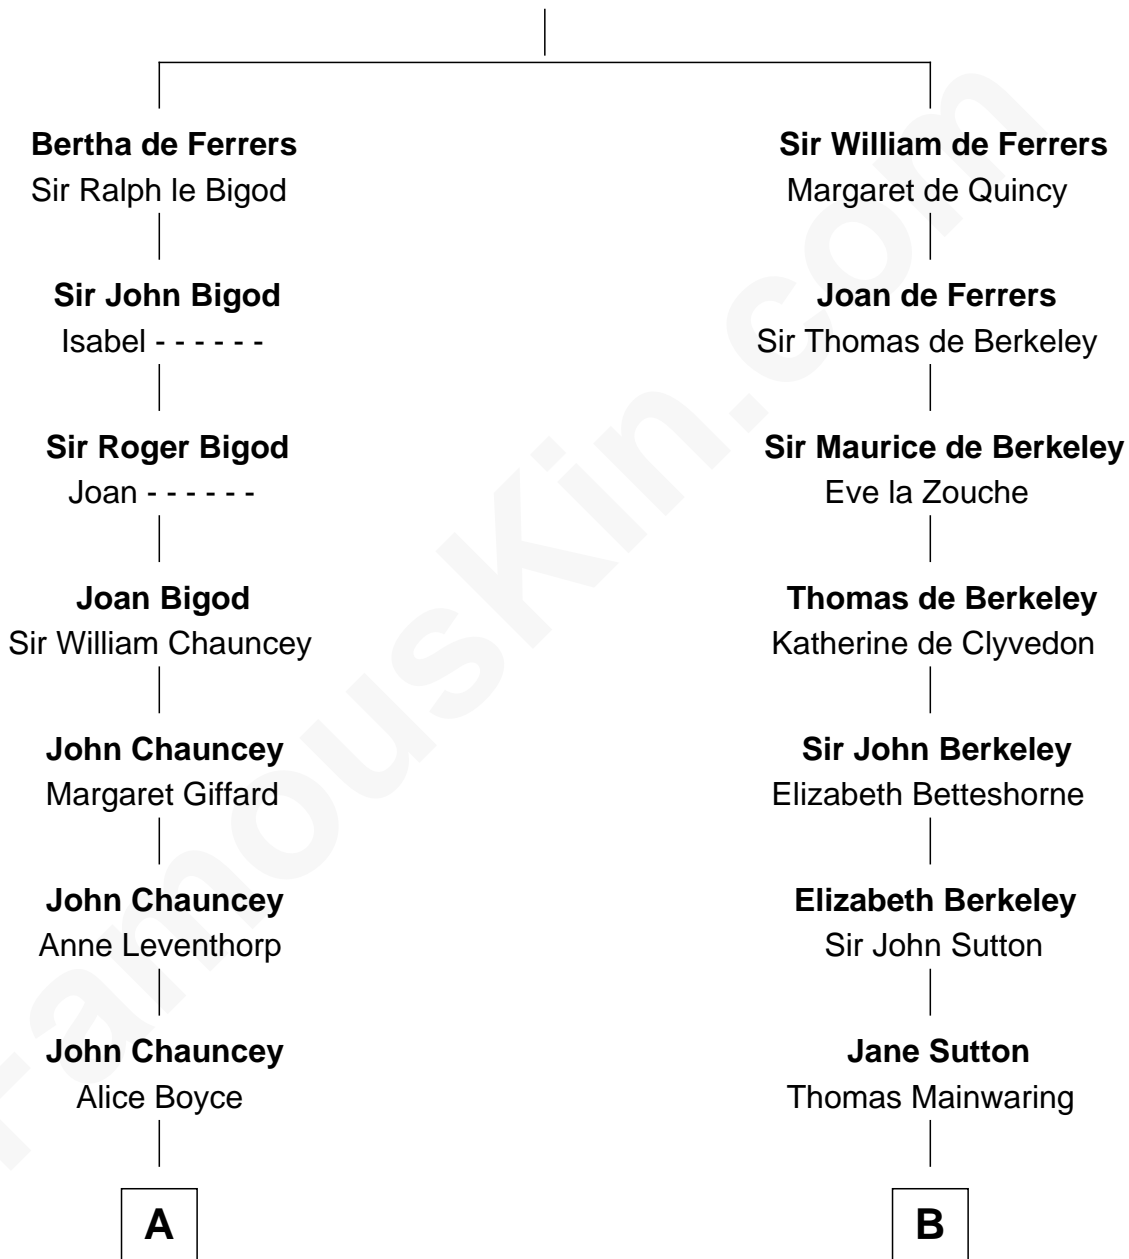 Bertha de Ferrers
Sir Ralph le Bigod
Sir John Bigod
Isabel - - - - - -
Sir Roger Bigod
Joan - - - - - -
Joan Bigod
Sir William Chauncey
John Chauncey
Margaret Giffard
John Chauncey
Anne Leventhorp
John Chauncey
Alice Boyce
A
Sir William de Ferrers
Margaret de Quincy
Joan de Ferrers
Sir Thomas de Berkeley
Sir Maurice de Berkeley
Eve la Zouche
Thomas de Berkeley
Katherine de Clyvedon
Sir John Berkeley
Elizabeth Betteshorne
Elizabeth Berkeley
Sir John Sutton
Jane Sutton
Thomas Mainwaring
B
FamousKin.com